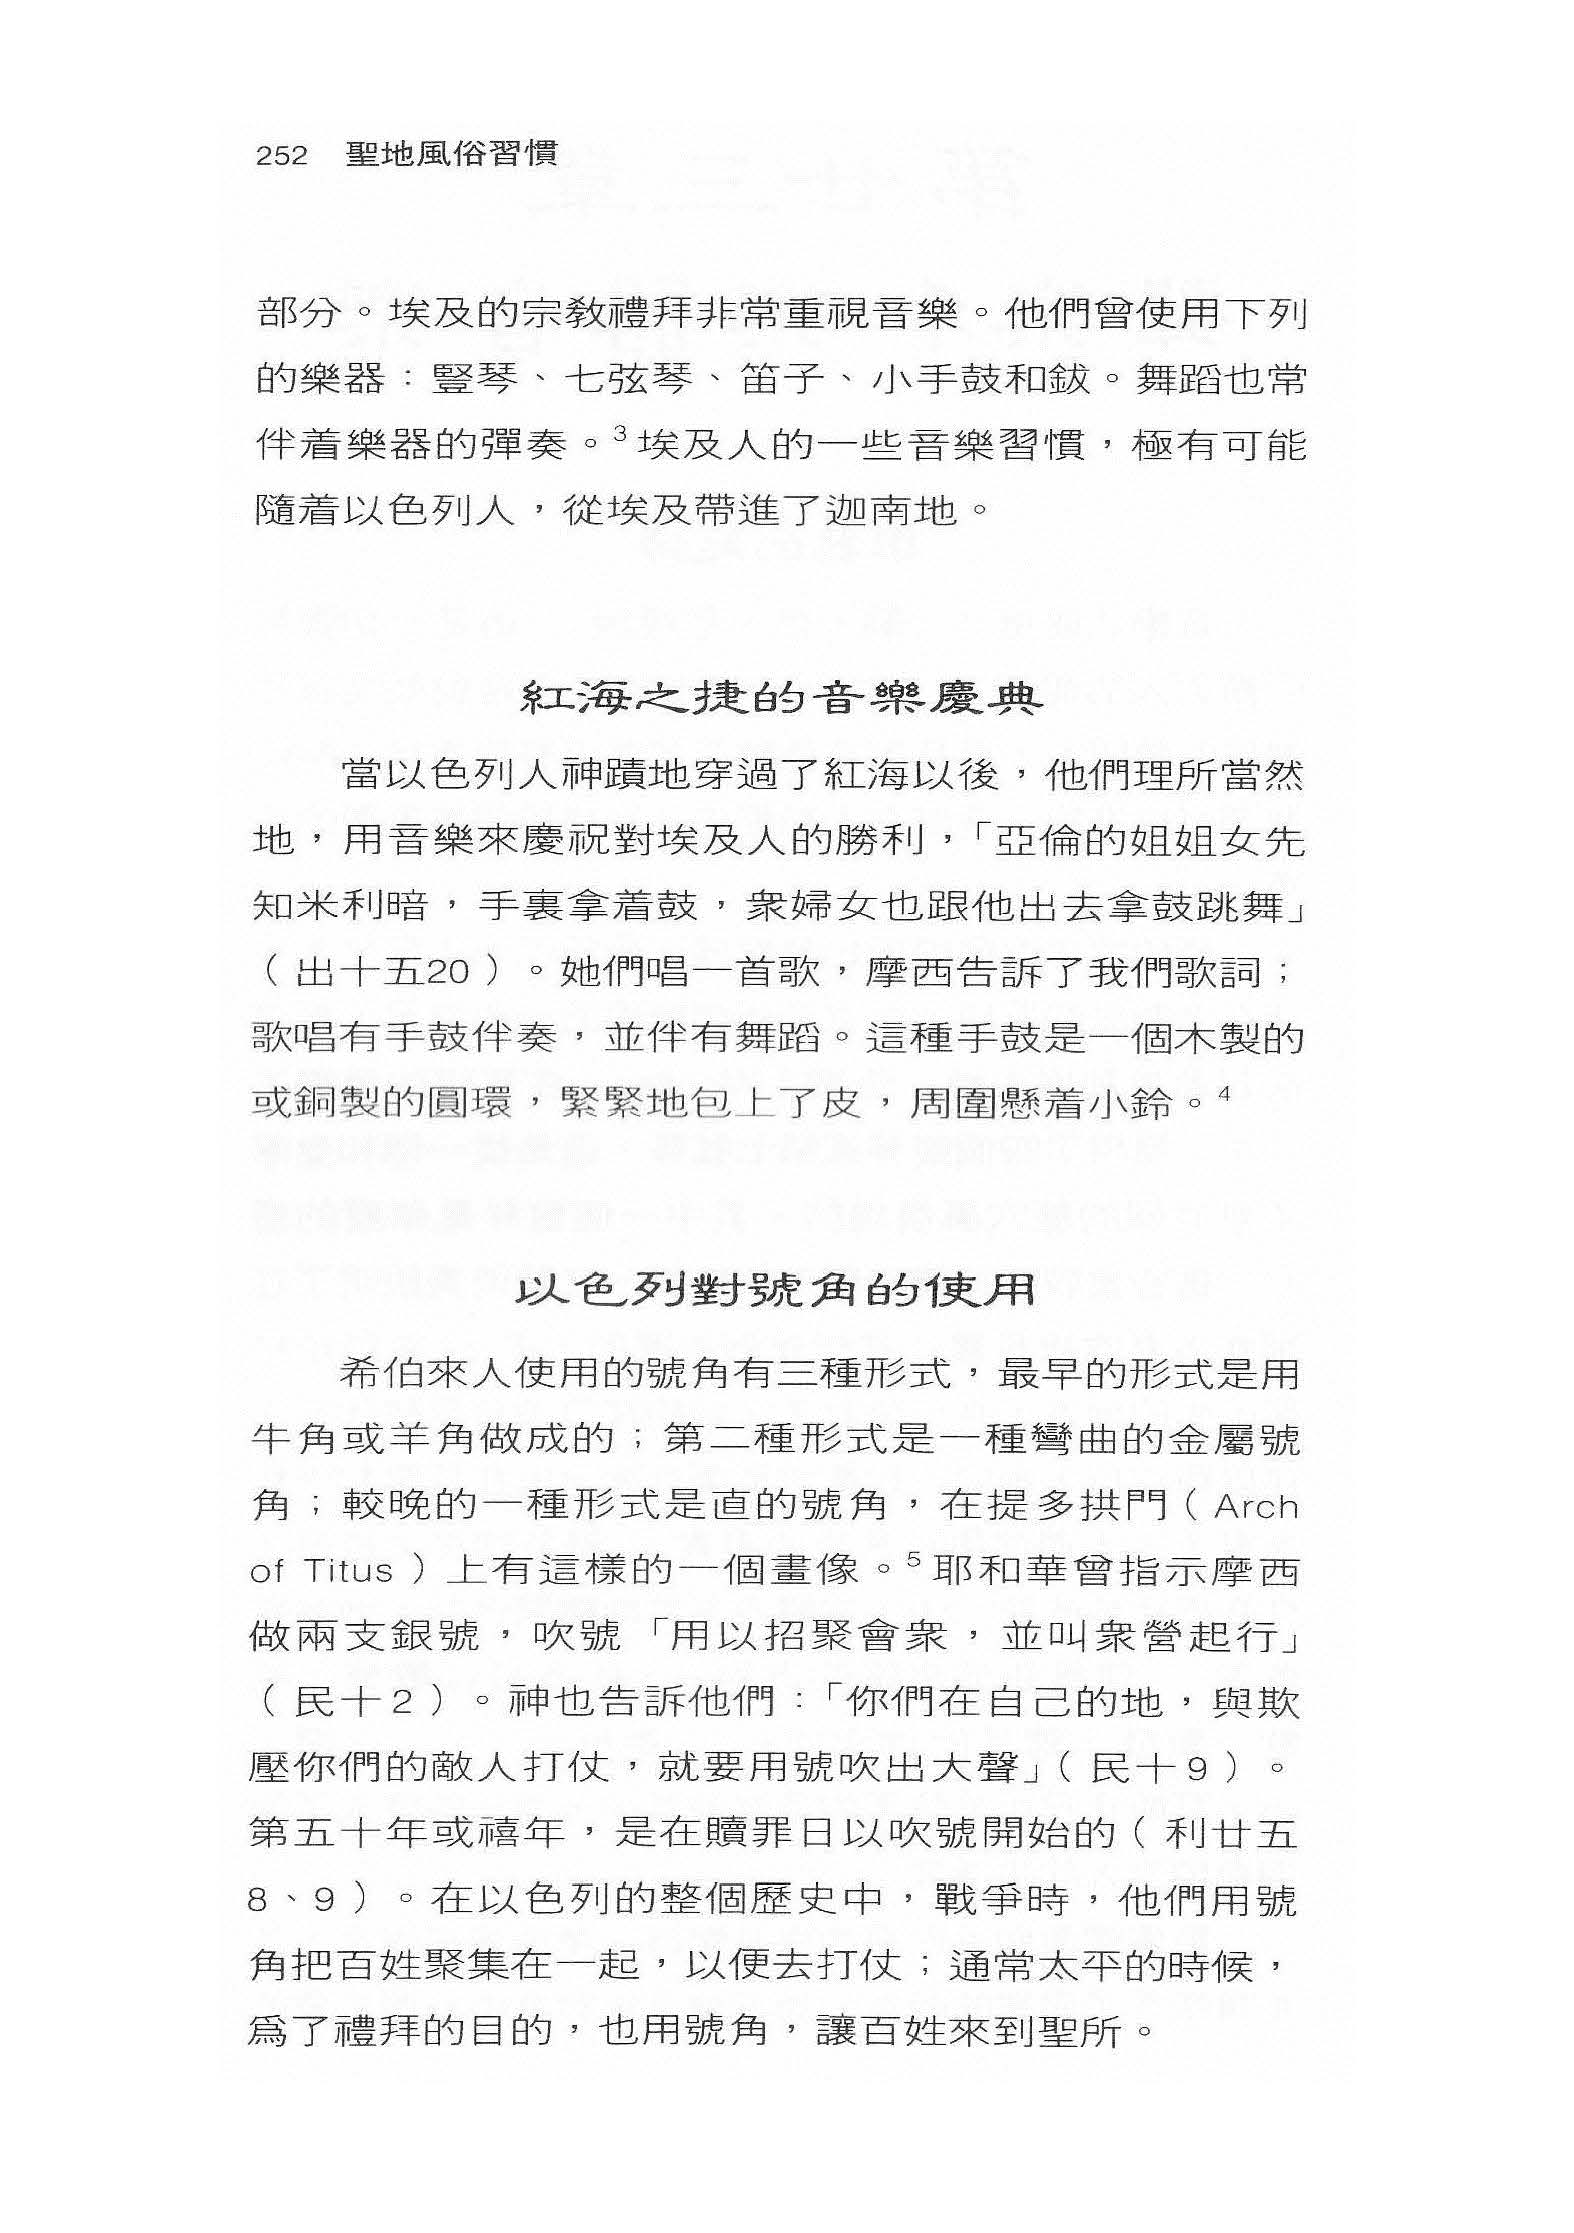 252 聖地風俗習慣
部分。埃及的宗教禮拜非常重視音樂。他們曾使用下列
的樂器：豎琴、七弦琴、笛子、小手鼓和鈸。舞蹈也常
伴着樂器的彈奏。3埃及人的一些音樂習慣，極有可能
隨着以色列人，從埃及帶進了迦南地。
紅海之捷的音樂慶典
當以色列人神蹟地穿過了紅海以後，他們理所當然
地，用音樂來慶祝對埃及人的勝利，「亞倫的姐姐女先
知米利暗，手裏拿着鼓，衆婦女也跟他出去拿鼓跳舞」
（出十五20）。她們唱一首歌，摩西告訴了我們歌詞；
歌唱有手鼓伴奏，並伴有舞蹈。這種手鼓是一個木製的
或銅製的圓環，緊緊地包上了皮，周圍懸着小鈴。4
以色列對號角的使用
希伯來人使用的號角有三種形式，最早的形式是用
牛角或羊角做成的；第二種形式是一種彎曲的金屬號
角；較晚的一種形式是直的號角，在提多拱門（Arch
of Titus）上有這樣的一個畫像。5耶和華曾指示摩西
做兩支銀號，吹號「用以招聚會衆，並叫衆營起行」
（民十2）。神也告訴他們：「你們在自己的地，與欺
壓你們的敵人打仗，就要用號吹出大聲」（民十9）。
第五十年或禧年，是在贖罪日以吹號開始的（利廿五
8、9）。在以色列的整個歷史中，戰爭時，他們用號
角把百姓聚集在一起，以便去打仗；通常太平的時候，
爲了禮拜的目的，也用號角，讓百姓來到聖所。